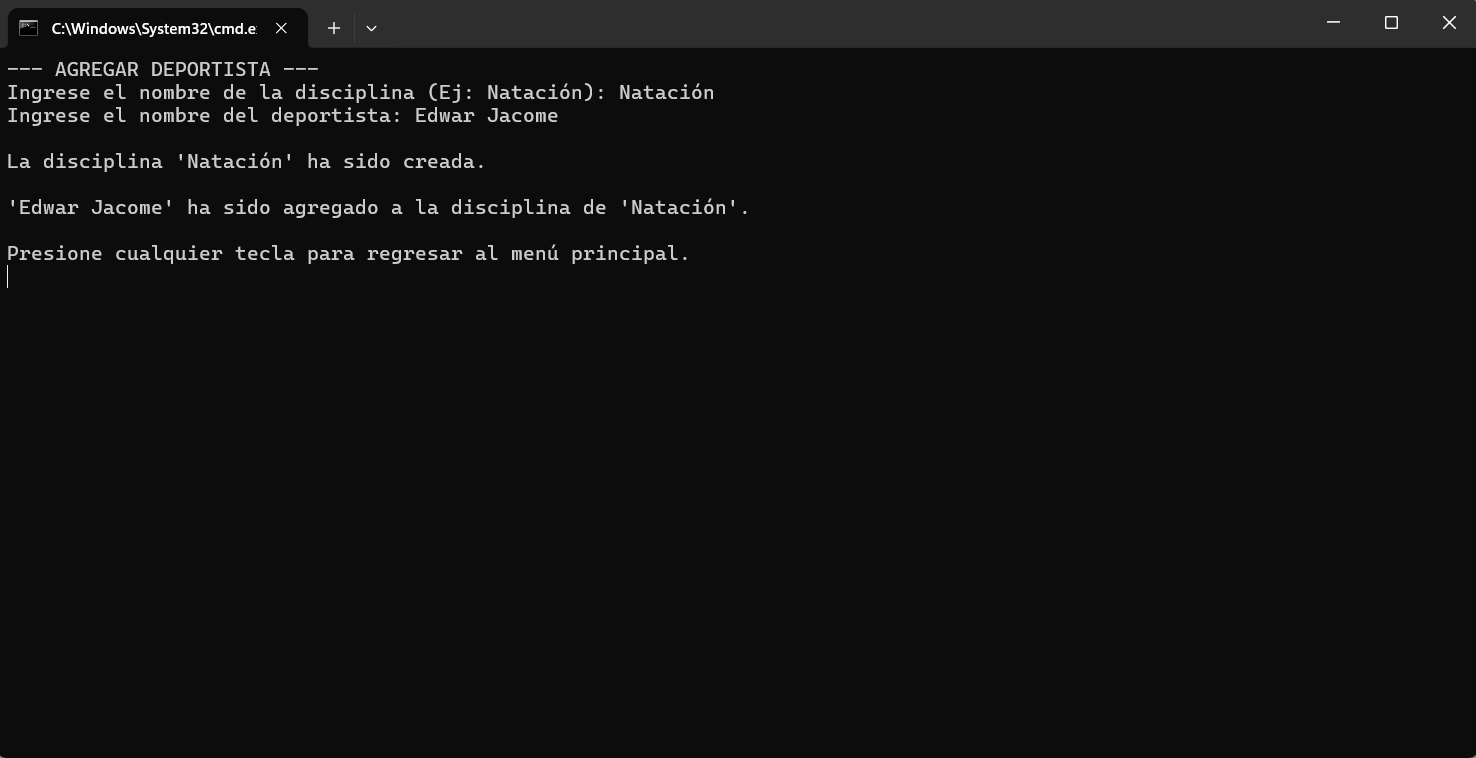 C:\Windows\System32\cmd.e
--- AGREGAR DEPORTISTA ---
Ingrese el nombre de la disciplina (Ej: Natación): Natación
Ingrese el nombre del deportista: Edwar Jacome
La disciplina 'Natación' ha sido creada.
'Edwar Jacome' ha sido agregado a la disciplina de 'Natación'.
Presione cualquier tecla para regresar al menú principal.